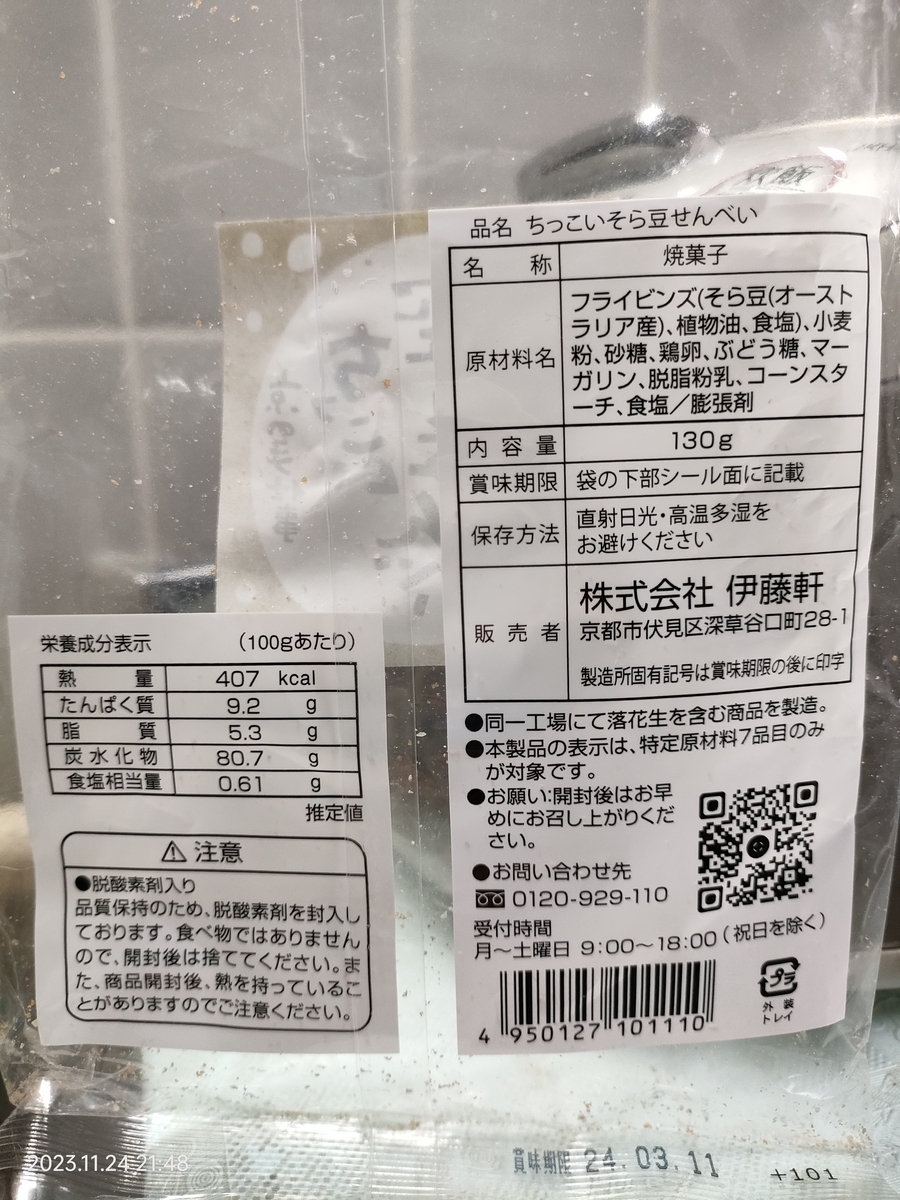 炊飯
品名 ちっこいそら豆せんべい
名称 焼菓子
原材料名
フライビンズ(そら豆(オースト
ラリア産)、植物油、食塩)、小麦
粉、砂糖、鶏卵、ぶどう糖、マー
ガリン、脱脂粉乳、コーンスタ
ーチ、食塩／膨張剤
内容量 130g
賞味期限 袋の下部シール面に記載
保存方法
直射日光・高温多湿を
お避けください
販売者
株式会社 伊藤軒
京都市伏見区深草谷口町28-1
製造所固有記号は賞味期限の後に印字
●同一工場にて落花生を含む商品を製造。
●本製品の表示は、特定原材料7品目のみ
が対象です。
●お願い:開封後はお早
めにお召し上がりくだ
さい。
●お問い合わせ先
0120-929-110
受付時間
月～土曜日 9:00～18:00（祝日を除く）
4 950127 101110
プラ
外装
トレイ
栄養成分表示 （100gあたり）
熱量 407 kcal
たんぱく質 9.2 g
脂質 5.3 g
炭水化物 80.7 g
食塩相当量 0.61 g
推定値
⚠ 注意
●脱酸素剤入り
品質保持のため、脱酸素剤を封入し
ております。食べ物ではありません
ので、開封後は捨ててください。ま
た、商品開封後、熱を持っているこ
とがありますのでご注意ください。
賞味期限 24.03.11 +101
2023.11.24 21:48